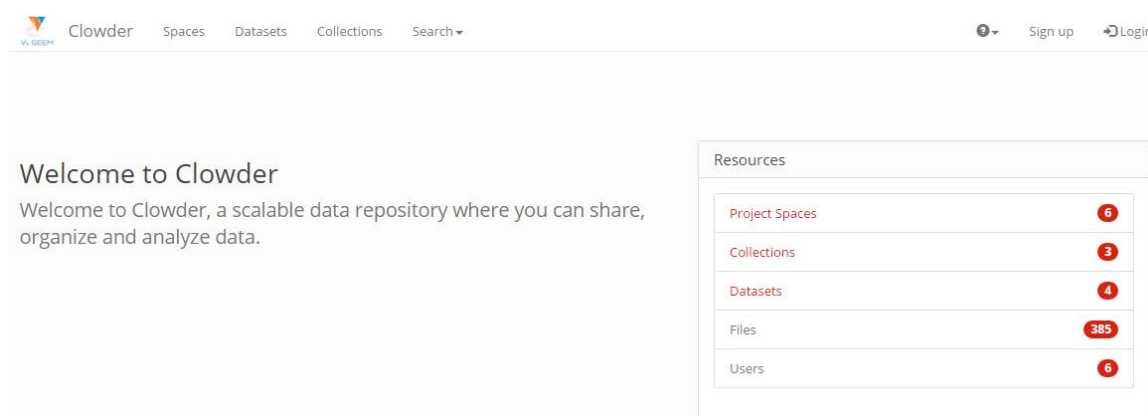 VI-SEEM
Clowder Spaces Datasets Collections Search Sign up Login
Welcome to Clowder
Welcome to Clowder, a scalable data repository where you can share,
organize and analyze data.
Resources
Project Spaces 6
Collections 3
Datasets 4
Files 385
Users 6